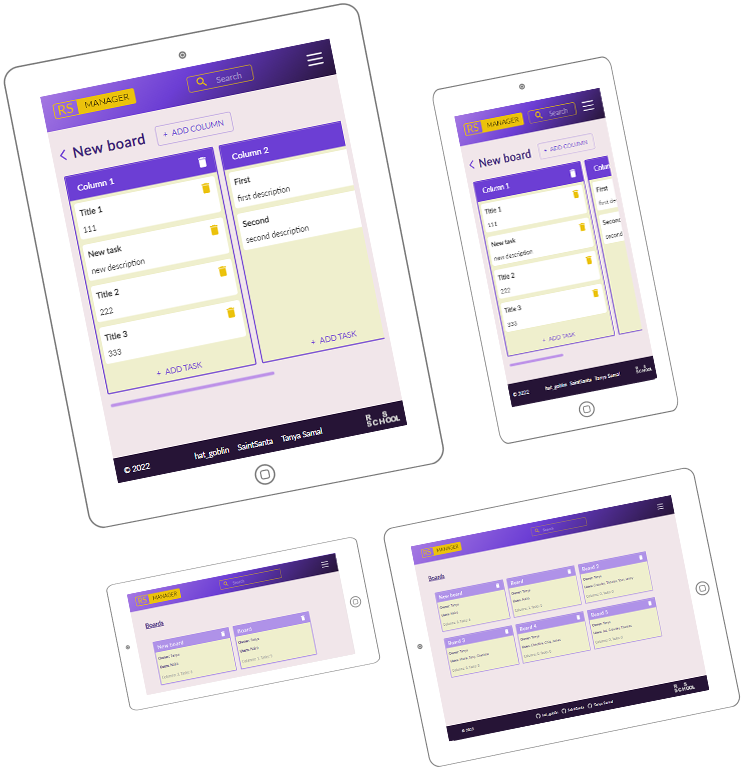 RS MANAGER
Search
New board
+ ADD COLUMN
Column 1
Title 1
111
New task
new description
Title 2
222
Title 3
333
+ ADD TASK
Column 2
First
first description
Second
second description
+ ADD TASK
© 2022
hat_goblin SaintSanta Tanya Samal
RS SCHOOL
RS MANAGER
Search
New board
+ ADD COLUMN
Column 1
Title 1
111
New task
new description
Title 2
222
Title 3
333
+ ADD TASK
First
Second
second
© 2022
hat_goblin SaintSanta Tanya Samal
RS SCHOOL
RS MANAGER
Search
Boards
New board
Board
RS MANAGER
Search
Boards
New board
Board
Board 2
Board 3
Board 4
Board 5
© 2022
hat_goblin SaintSanta Tanya Samal
RS SCHOOL